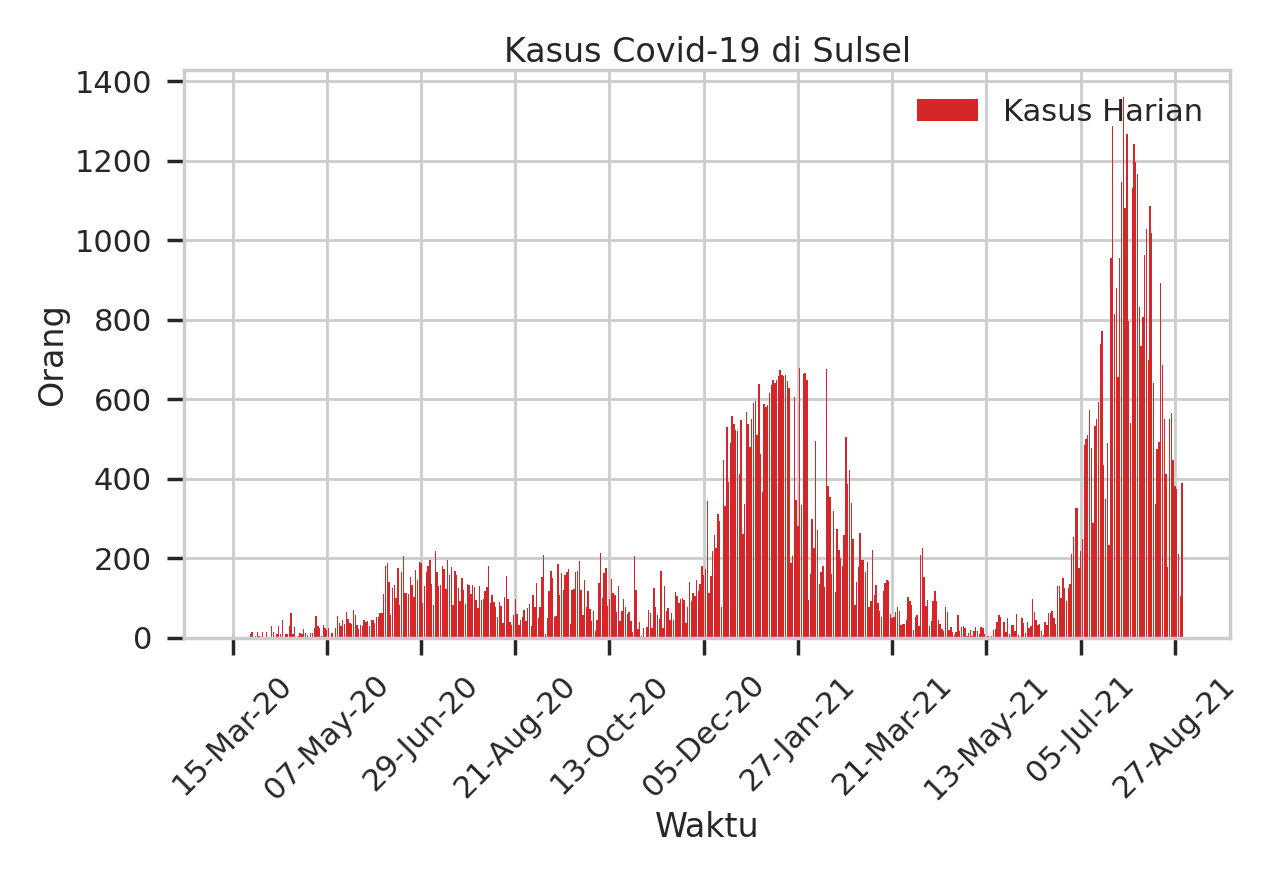 Kasus Covid-19 di Sulsel
Kasus Harian
Orang
1400
1200
1000
800
600
400
200
0
15-Mar-20
07-May-20
29-Jun-20
21-Aug-20
13-Oct-20
05-Dec-20
27-Jan-21
21-Mar-21
13-May-21
05-Jul-21
27-Aug-21
Waktu